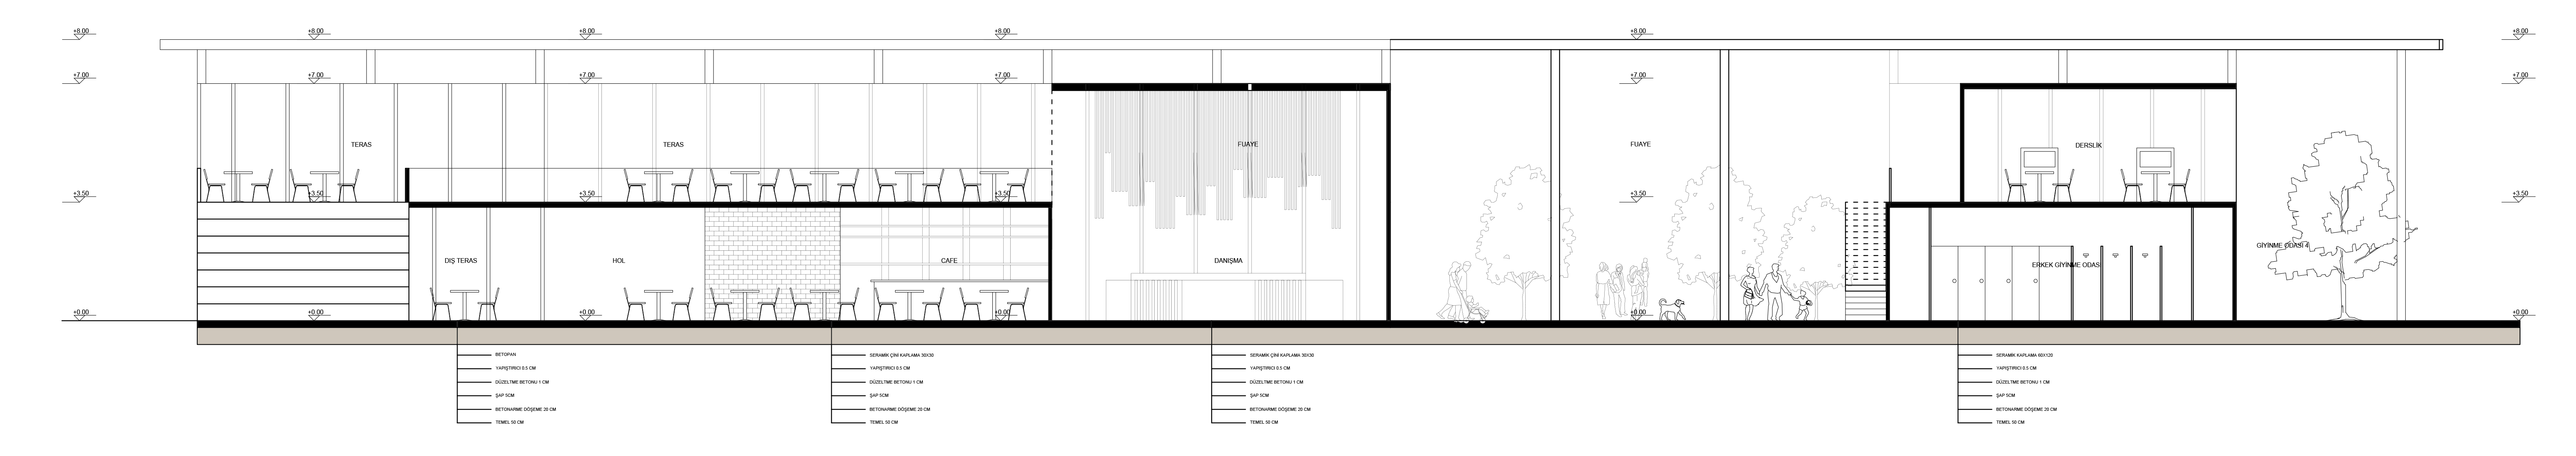 +8.00 +8.00 +8.00 +8.00 +8.00 +8.00
+7.00 +7.00 +7.00 +7.00 +7.00 +7.00
TERAS TERAS FUAYE FUAYE DERSLİK
+3.50 +3.50 +3.50 +3.50 +3.50 +3.50
GİYİNME ODASI 4
DIŞ TERAS HOL CAFE DANIŞMA ERKEK GİYİNME ODASI
+0.00 +0.00 +0.00 +0.00 +0.00 +0.00
BETOPAN
YAPIŞTIRICI 0.5 CM
DÜZELTME BETONU 1 CM
ŞAP 5CM
BETONARME DÖŞEME 20 CM
TEMEL 50 CM
SERAMİK ÇİNİ KAPLAMA 30X30
YAPIŞTIRICI 0.5 CM
DÜZELTME BETONU 1 CM
ŞAP 5CM
BETONARME DÖŞEME 20 CM
TEMEL 50 CM
SERAMİK ÇİNİ KAPLAMA 30X30
YAPIŞTIRICI 0.5 CM
DÜZELTME BETONU 1 CM
ŞAP 5CM
BETONARME DÖŞEME 20 CM
TEMEL 50 CM
SERAMİK KAPLAMA 60X120
YAPIŞTIRICI 0.5 CM
DÜZELTME BETONU 1 CM
ŞAP 5CM
BETONARME DÖŞEME 20 CM
TEMEL 50 CM